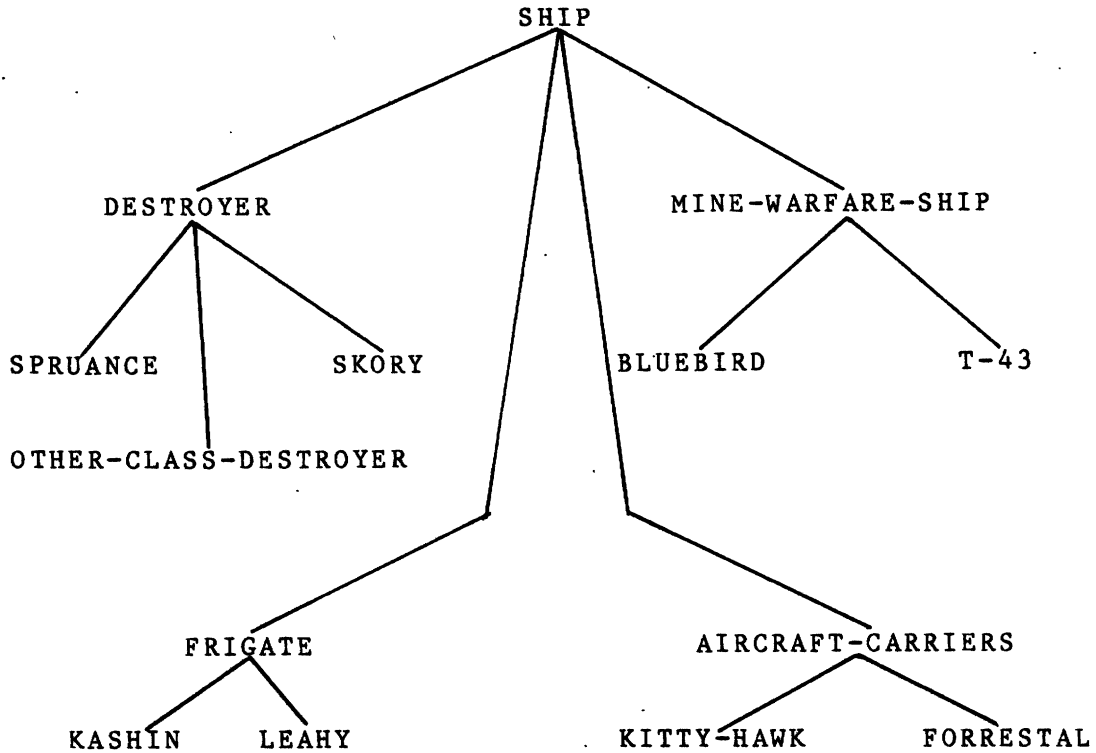 SHIP
DESTROYER
MINE-WARFARE-SHIP
SPRUANCE
SKORY
BLUEBIRD
T-43
OTHER-CLASS-DESTROYER
FRIGATE
AIRCRAFT-CARRIERS
KASHIN
LEAHY
KITTY-HAWK
FORRESTAL